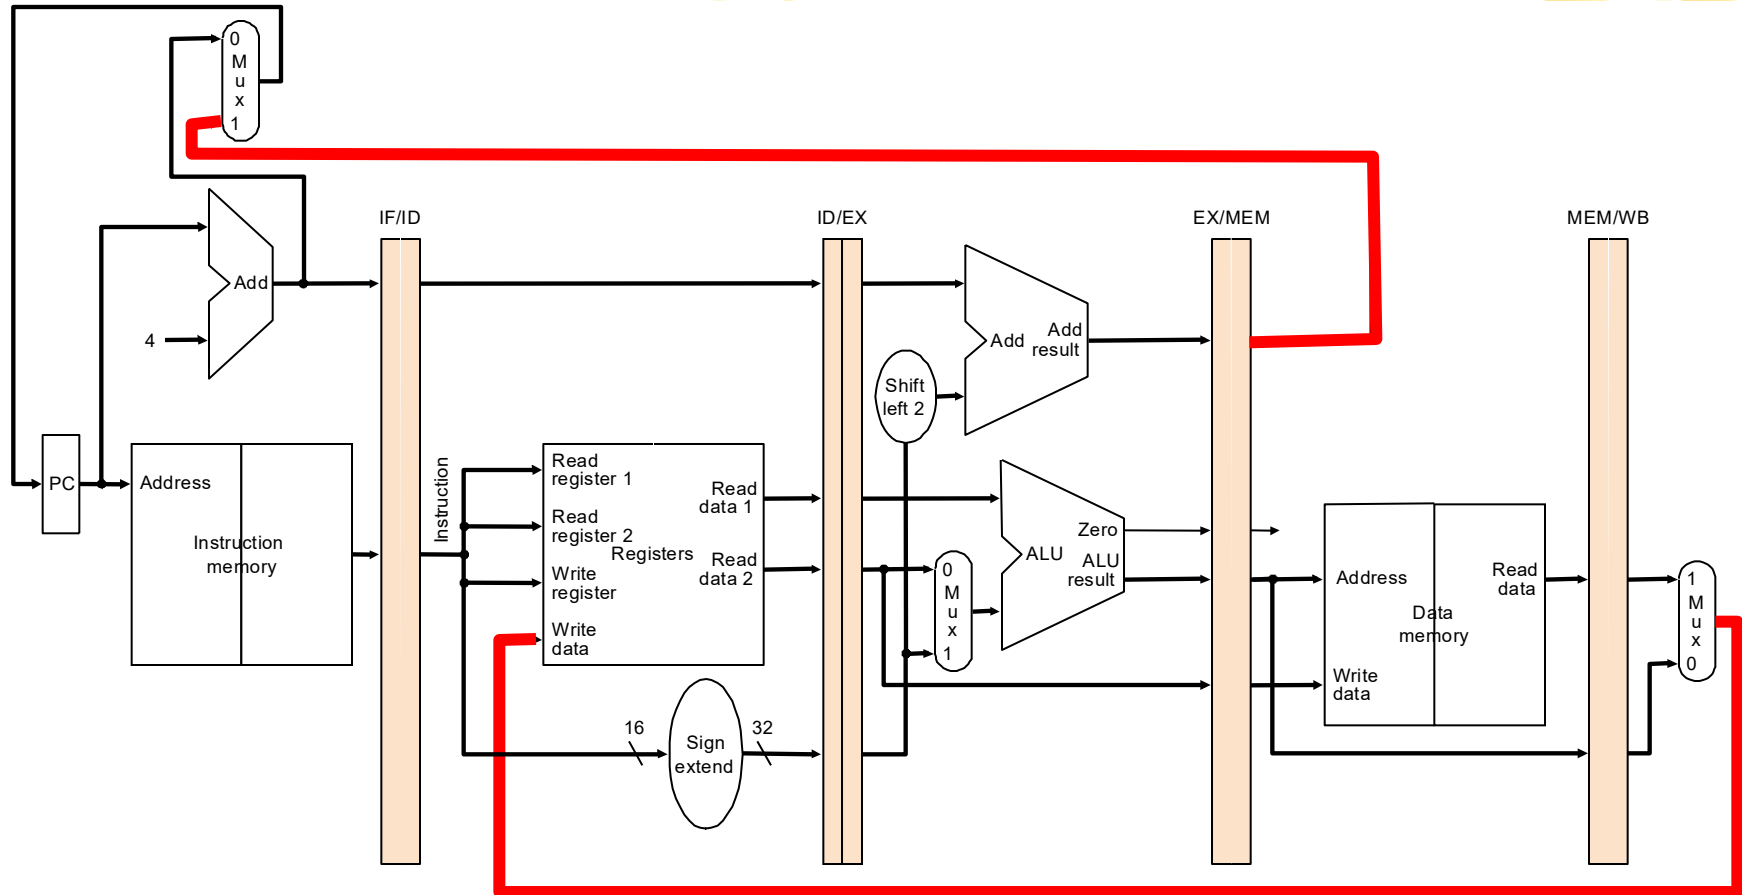 0
M
u
x
1
IF/ID
ID/EX
EX/MEM
MEM/WB
Add
4
Add
Add
result
Shift
left 2
PC
Address
Instruction
memory
Instruction
Read
register 1
Read
register 2
Write
register
Write
data
Registers
Read
data 1
Read
data 2
16
Sign
extend
32
0
M
u
x
1
Zero
ALU
ALU
result
Address
Read
data
Data
memory
Write
data
1
M
u
x
0